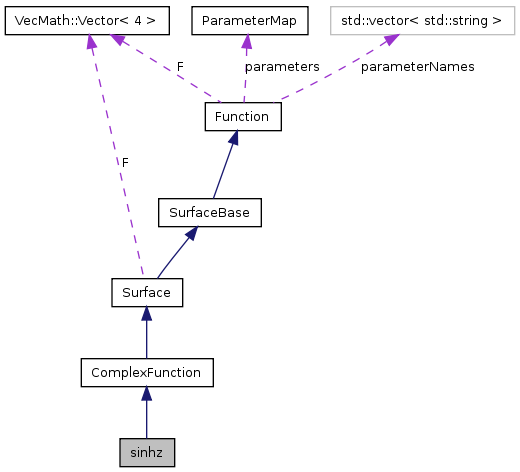 VecMath::Vector< 4 >
ParameterMap
std::vector< std::string >
F
parameters
parameterNames
Function
F
SurfaceBase
Surface
ComplexFunction
sinhz